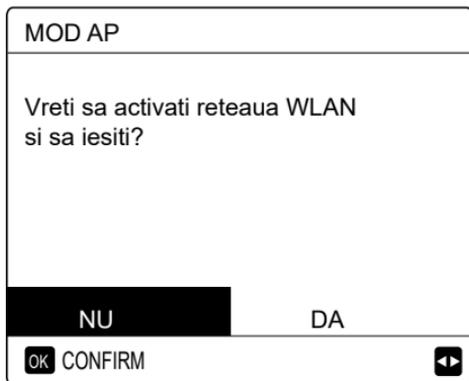 MOD AP
Vreti sa activati reteaua WLAN
si sa iesiti?
NU DA
OK CONFIRM